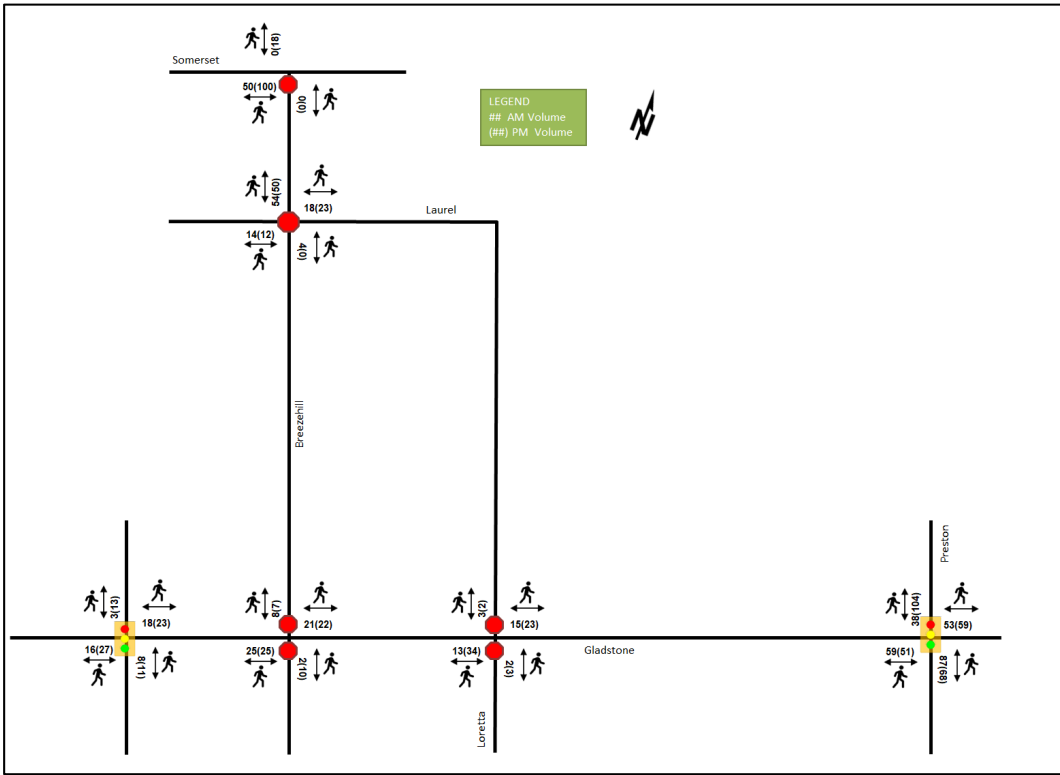 0(18)
Somerset
50(100)
0(0)
LEGEND
## AM Volume
(##) PM Volume
N
54(50)
18(23)
Laurel
14(12)
4(0)
Breezehill
Preston
3(13)
18(23)
8(7)
21(22)
3(2)
15(23)
38(104)
53(59)
16(27)
8(11)
25(25)
2(10)
13(34)
2(3)
Gladstone
59(51)
87(68)
Loretta